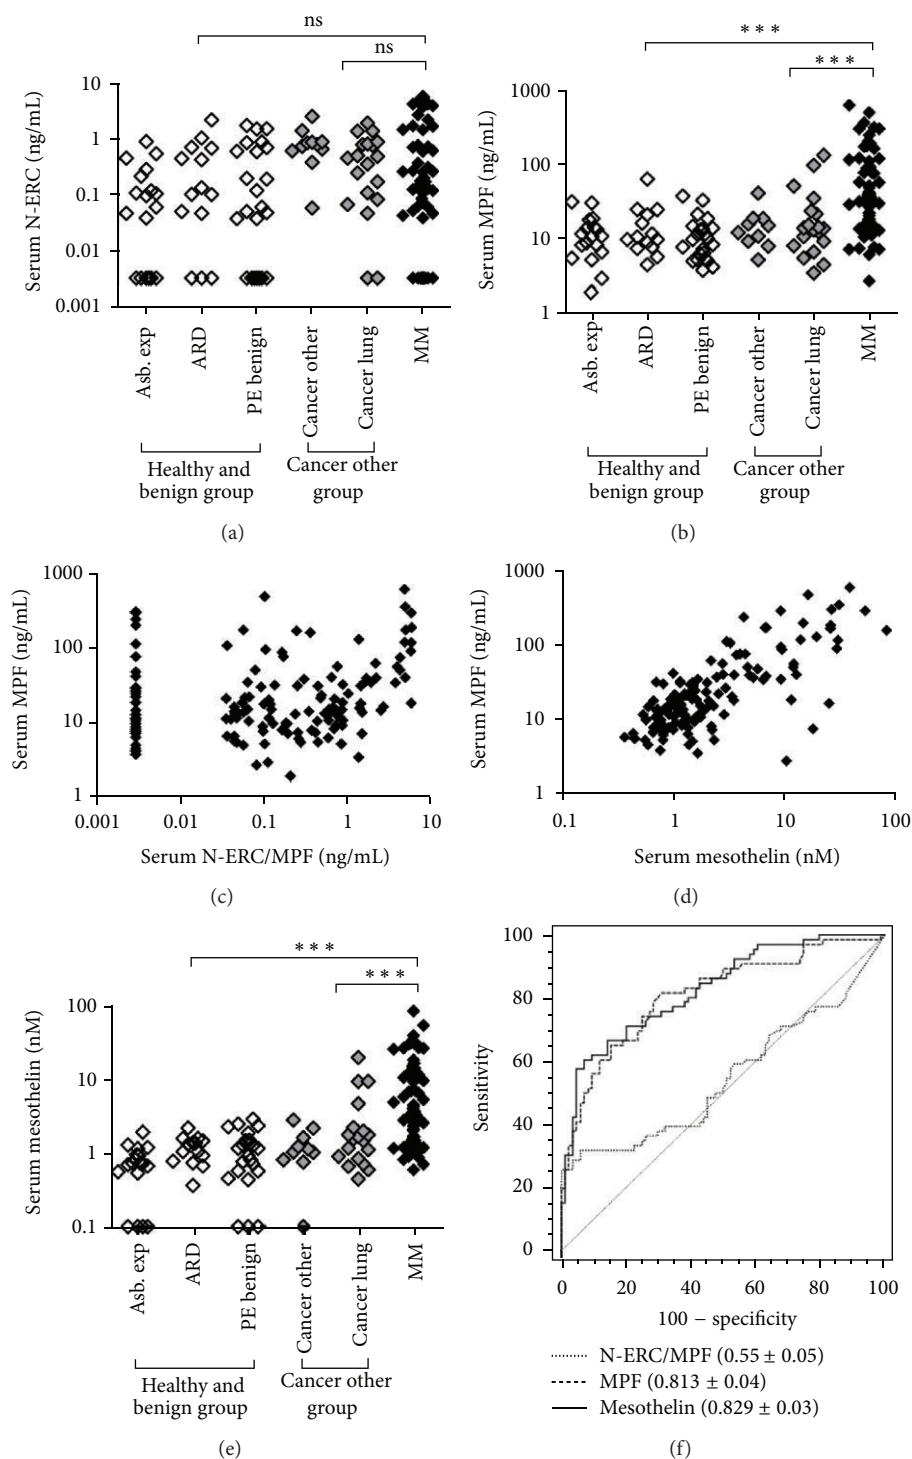 ns
ns
Serum N-ERC (ng/mL)
10
1
0.1
0.01
0.001
Asb. exp
ARD
PE benign
Cancer other
Cancer lung
MM
Healthy and
benign group
Cancer other
group
(a)
***
***
Serum MPF (ng/mL)
1000
100
10
1
Asb. exp
ARD
PE benign
Cancer other
Cancer lung
MM
Healthy and
benign group
Cancer other
group
(b)
Serum MPF (ng/mL)
1000
100
10
1
0.001
0.01
0.1
1
10
Serum N-ERC/MPF (ng/mL)
(c)
Serum MPF (ng/mL)
1000
100
10
1
0.1
1
10
100
Serum mesothelin (nM)
(d)
***
***
Serum mesothelin (nM)
100
10
1
0.1
Asb. exp
ARD
PE benign
Cancer other
Cancer lung
MM
Healthy and
benign group
Cancer other
group
(e)
Sensitivity
100
80
60
40
20
0
0
20
40
60
80
100
100 − specificity
N-ERC/MPF (0.55 ± 0.05)
MPF (0.813 ± 0.04)
Mesothelin (0.829 ± 0.03)
(f)